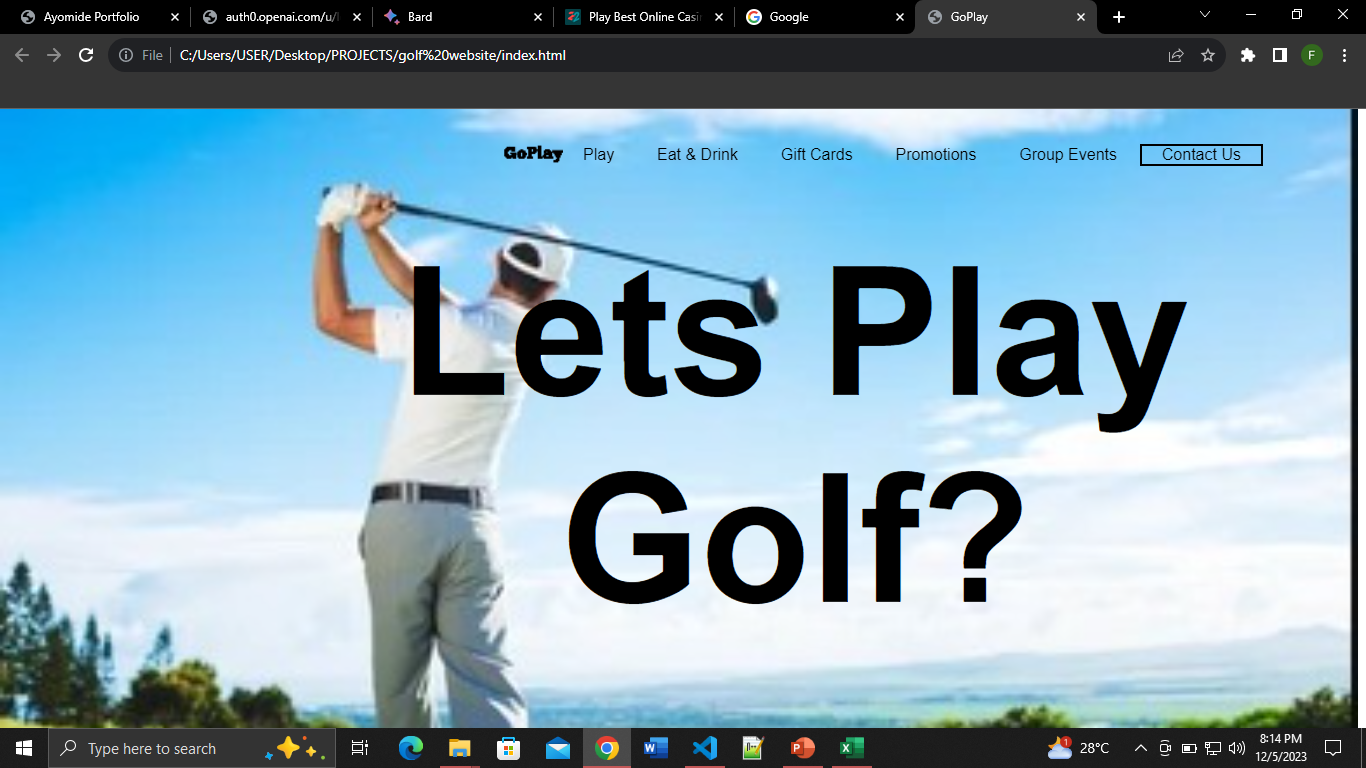 Ayomide Portfolio
auth0.openai.com/u/
Bard
Play Best Online Casi
Google
GoPlay
File
C:/Users/USER/Desktop/PROJECTS/golf%20website/index.html
F
GoPlay Play Eat & Drink Gift Cards Promotions Group Events Contact Us
Lets Play
Golf?
Type here to search
1
28°C
8:14 PM
12/5/2023